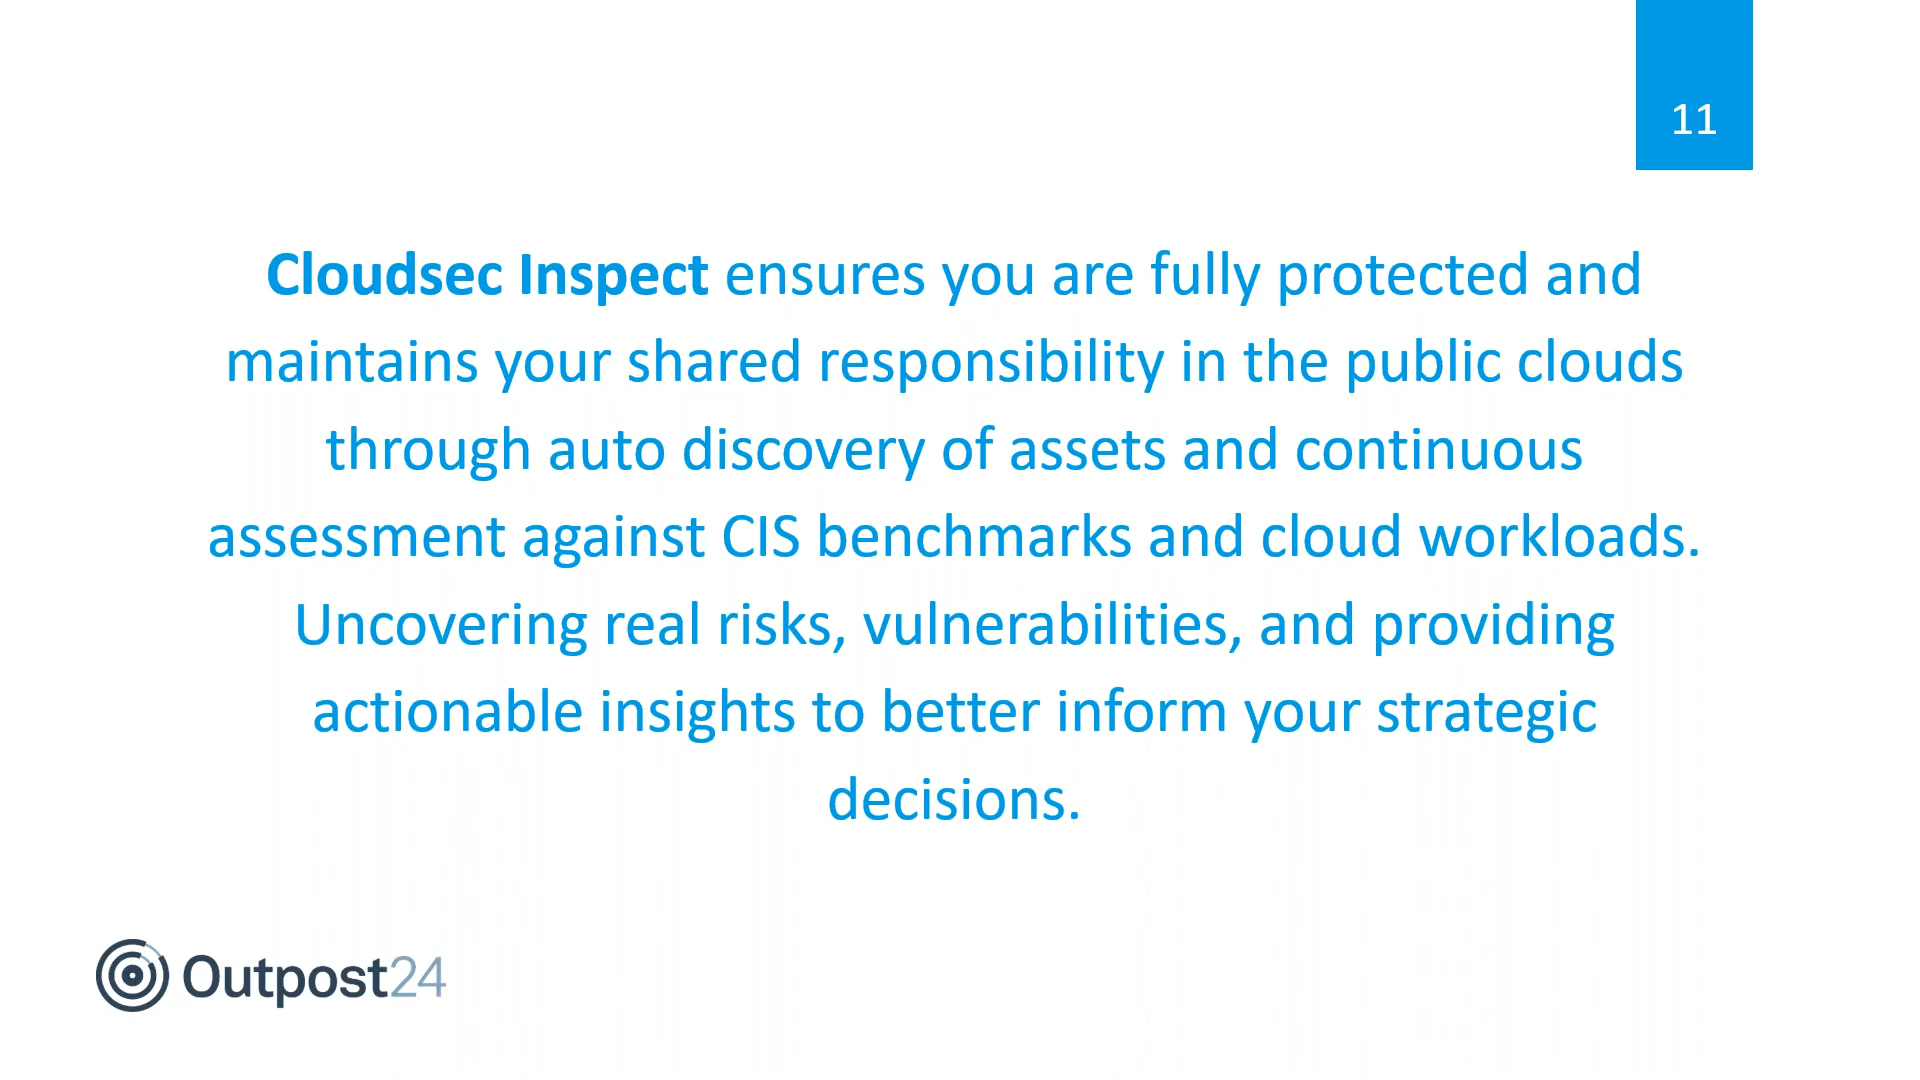 11
Cloudsec Inspect ensures you are fully protected and
maintains your shared responsibility in the public clouds
through auto discovery of assets and continuous
assessment against CIS benchmarks and cloud workloads.
Uncovering real risks, vulnerabilities, and providing
actionable insights to better inform your strategic
decisions.
Outpost24